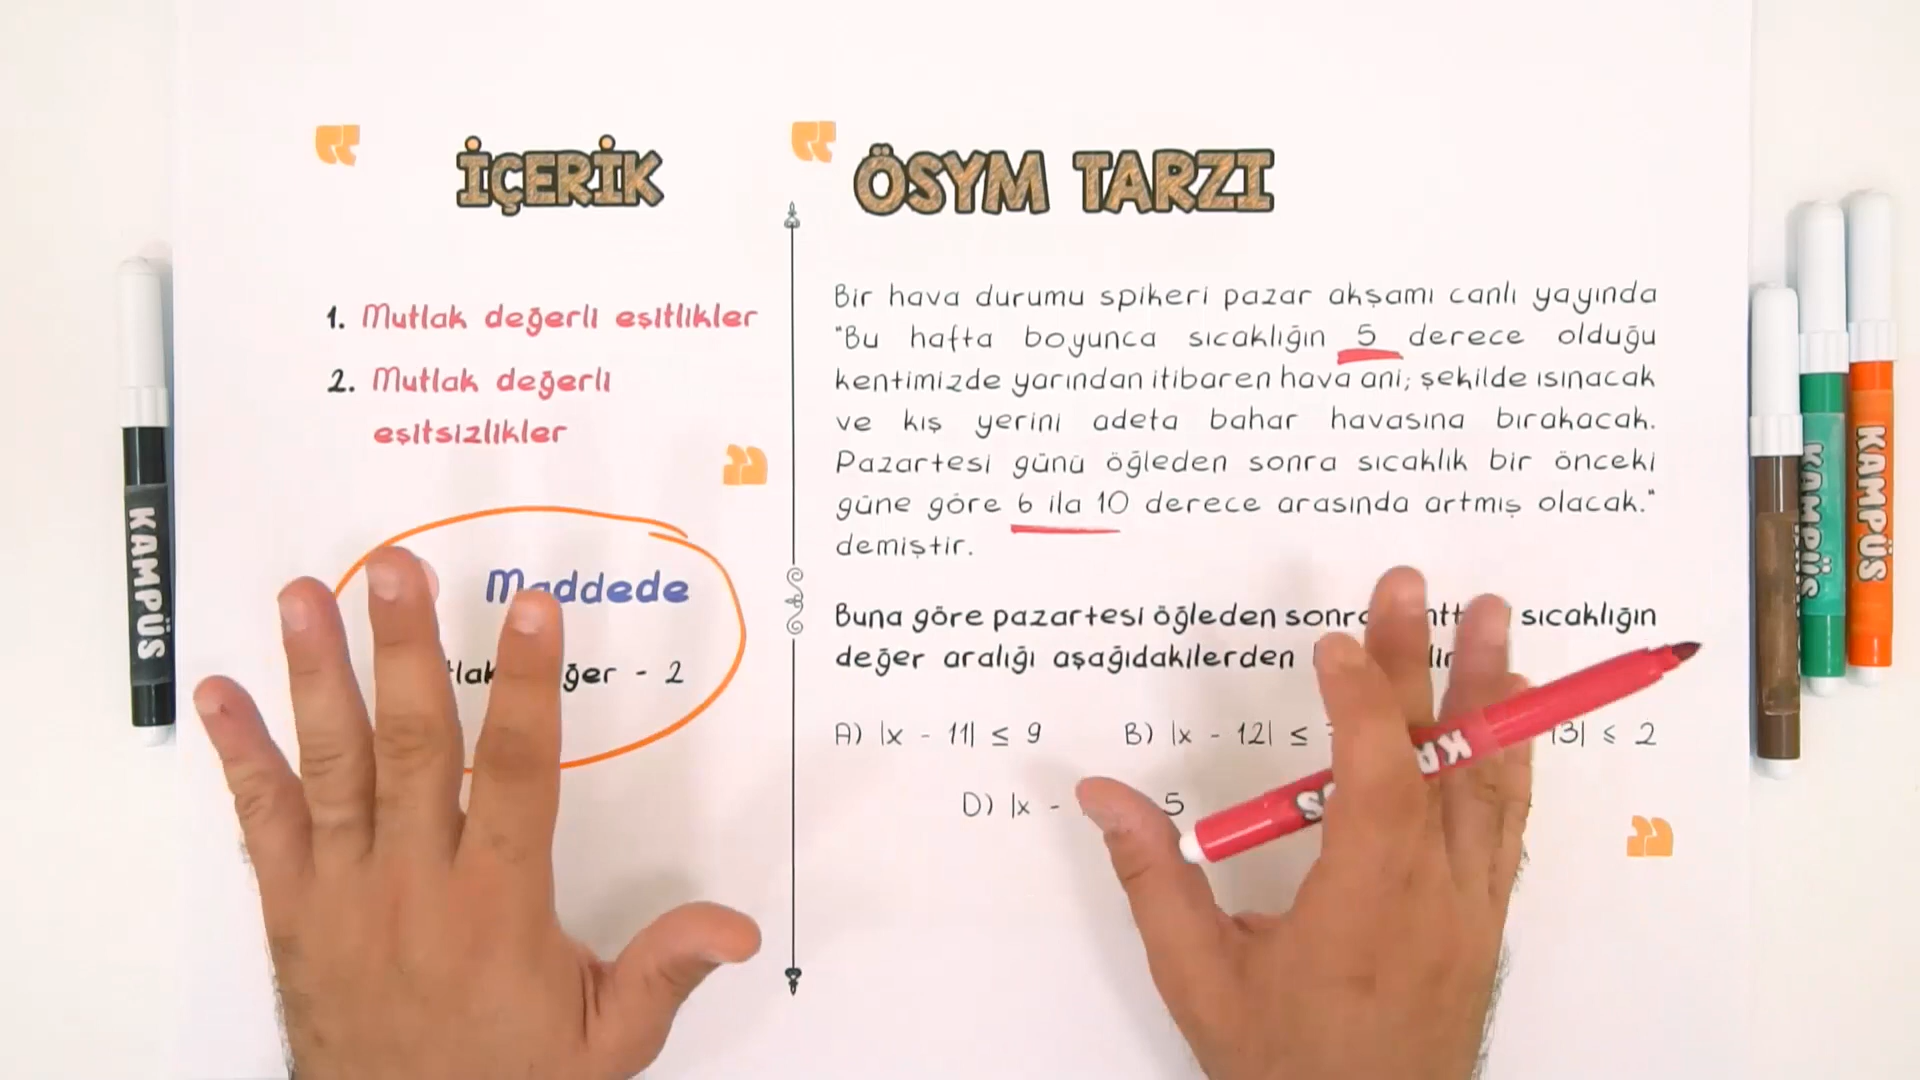 İÇERİK
1. Mutlak değerli eşitlikler
2. Mutlak değerli
eşitsizlikler
Maddede
ğer - 2
ÖSYM TARZI
Bir hava durumu spikeri pazar akşamı canlı yayında
"Bu hafta boyunca sıcaklığın 5 derece olduğu
kentimizde yarından itibaren hava ani; şekilde ısınacak
ve kış yerini adeta bahar havasına bırakacak.
Pazartesi günü öğleden sonra sıcaklık bir önceki
güne göre 6 ila 10 derece arasında artmış olacak."
demiştir.
Buna göre pazartesi öğleden sonra sıcaklığın
değer aralığı aşağıdakilerden
A) |x - 11| ≤ 9 B) |x - 12| ≤ 13| ≤ 2
D) |x - 5
KAMPÜS
KAMPÜS
KAMPÜS